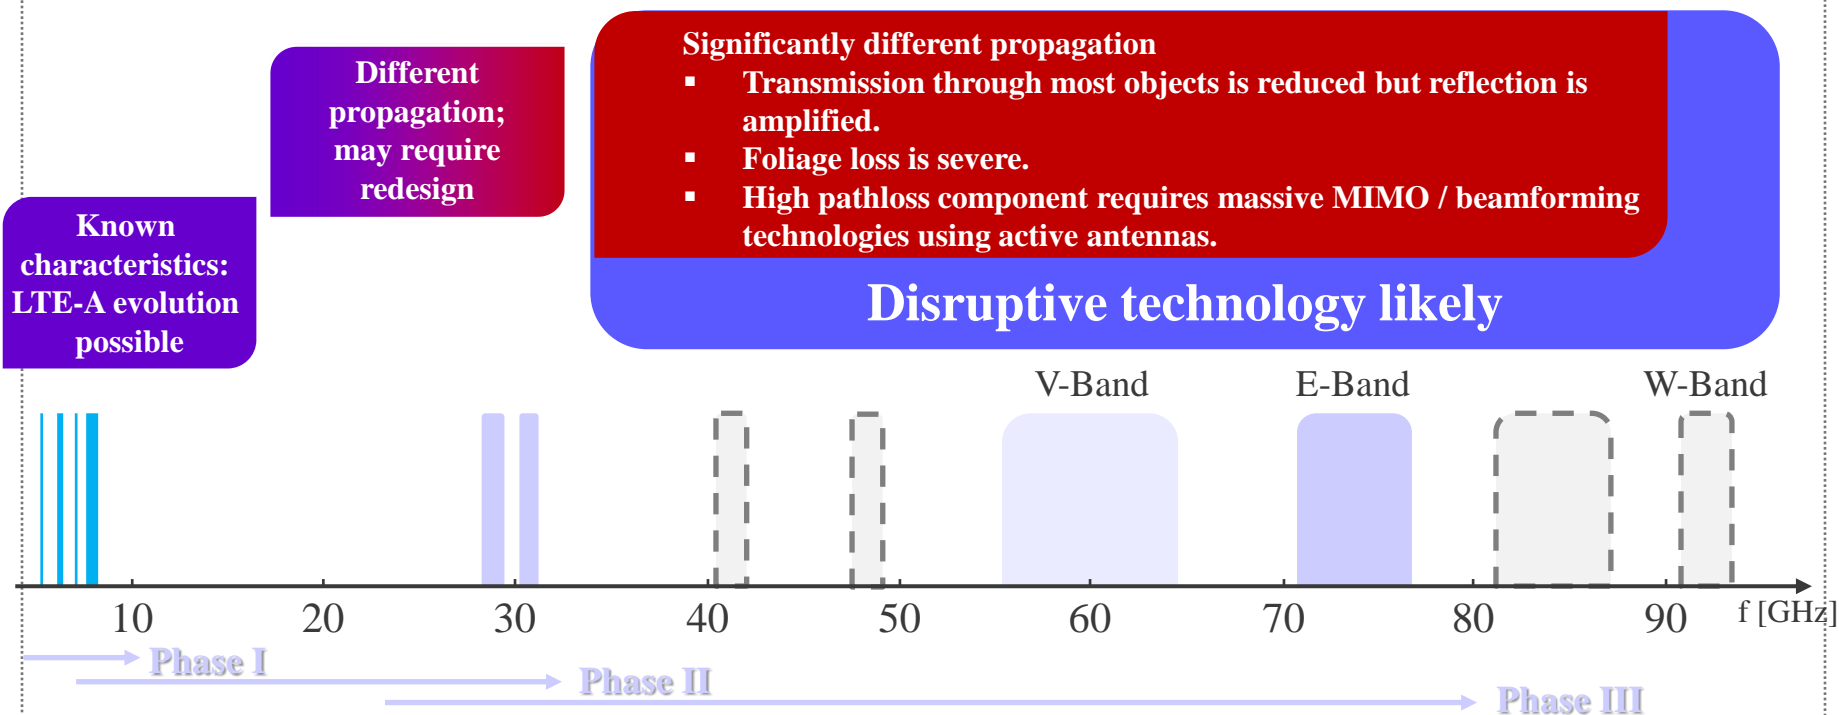 Significantly different propagation
▪ Transmission through most objects is reduced but reflection is
amplified.
▪ Foliage loss is severe.
▪ High pathloss component requires massive MIMO / beamforming
technologies using active antennas.
Disruptive technology likely
Different
propagation;
may require
redesign
Known
characteristics:
LTE-A evolution
possible
V-Band
E-Band
W-Band
10 20 30 40 50 60 70 80 90 f [GHz]
Phase I
Phase II
Phase III